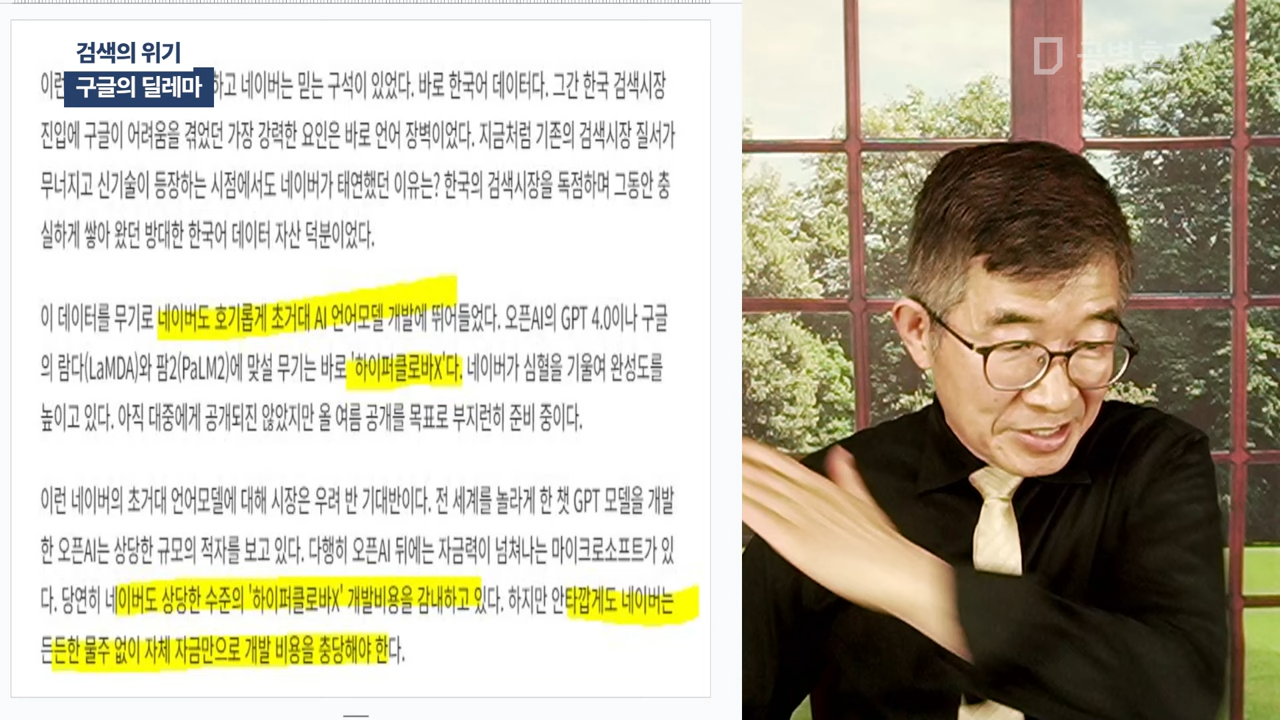 검색의 위기
구글의 딜레마
이런 하고 네이버는 믿는 구석이 있었다. 바로 한국어 데이터다. 그간 한국 검색시장
진입에 구글이 어려움을 겪었던 가장 강력한 요인은 바로 언어 장벽이었다. 지금처럼 기존의 검색시장 질서가
무너지고 신기술이 등장하는 시점에서도 네이버가 태연했던 이유는? 한국의 검색시장을 독점하며 그동안 충
실하게 쌓아 왔던 방대한 한국어 데이터 자산 덕분이었다.
이 데이터를 무기로 네이버도 호기롭게 초거대 AI 언어모델 개발에 뛰어들었다. 오픈AI의 GPT 4.0이나 구글
의 람다(LaMDA)와 팜2(PaLM2)에 맞설 무기는 바로 '하이퍼클로바X'다. 네이버가 심혈을 기울여 완성도를
높이고 있다. 아직 대중에게 공개되진 않았지만 올 여름 공개를 목표로 부지런히 준비 중이다.
이런 네이버의 초거대 언어모델에 대해 시장은 우려 반 기대반이다. 전 세계를 놀라게 한 챗 GPT 모델을 개발
한 오픈AI는 상당한 규모의 적자를 보고 있다. 다행히 오픈AI 뒤에는 자금력이 넘쳐나는 마이크로소프트가 있
다. 당연히 네이버도 상당한 수준의 '하이퍼클로바X' 개발비용을 감내하고 있다. 하지만 안타깝게도 네이버는
든든한 물주 없이 자체 자금만으로 개발 비용을 충당해야 한다.